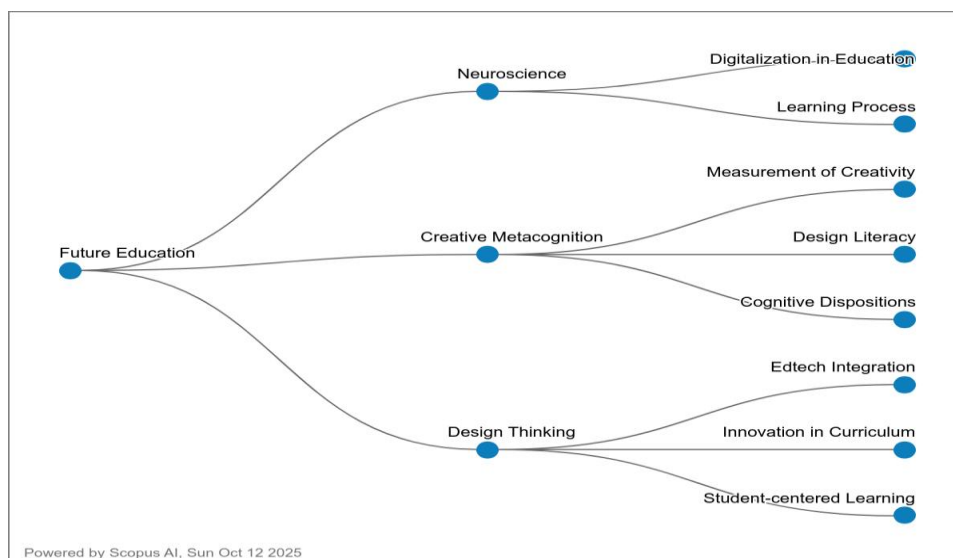 Digitalization in Education
Neuroscience
Learning Process
Measurement of Creativity
Creative Metacognition
Design Literacy
Future Education
Cognitive Dispositions
Edtech Integration
Design Thinking
Innovation in Curriculum
Student-centered Learning
Powered by Scopus AI, Sun Oct 12 2025